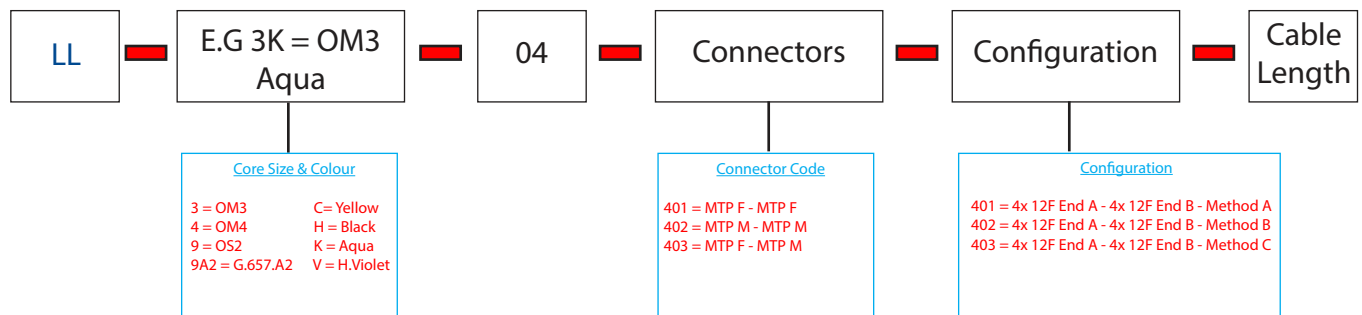 LL
E.G 3K = OM3
Aqua
04
Connectors
Configuration
Cable
Length
Core Size & Colour
3 = OM3 C= Yellow
4 = OM4 H = Black
9 = OS2 K = Aqua
9A2 = G.657.A2 V = H.Violet
Connector Code
401 = MTP F - MTP F
402 = MTP M - MTP M
403 = MTP F - MTP M
Configuration
401 = 4x 12F End A - 4x 12F End B - Method A
402 = 4x 12F End A - 4x 12F End B - Method B
403 = 4x 12F End A - 4x 12F End B - Method C